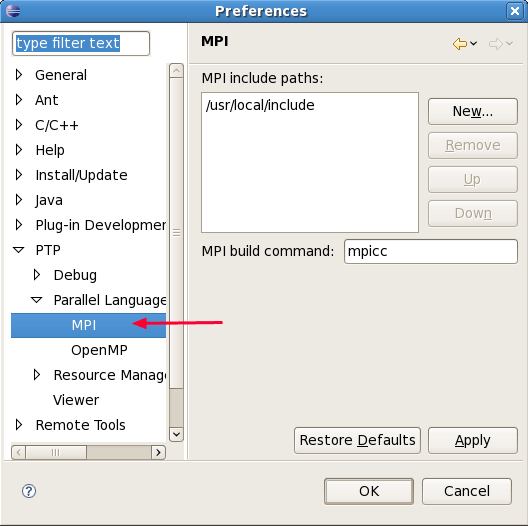 Preferences
type filter text
General
Ant
C/C++
Help
Install/Update
Java
Plug-in Developmen
PTP
Debug
Parallel Language
MPI
OpenMP
Resource Manag
Viewer
Remote Tools
MPI
MPI include paths:
/usr/local/include
New...
Remove
Up
Down
MPI build command: mpicc
Restore Defaults
Apply
?
OK
Cancel